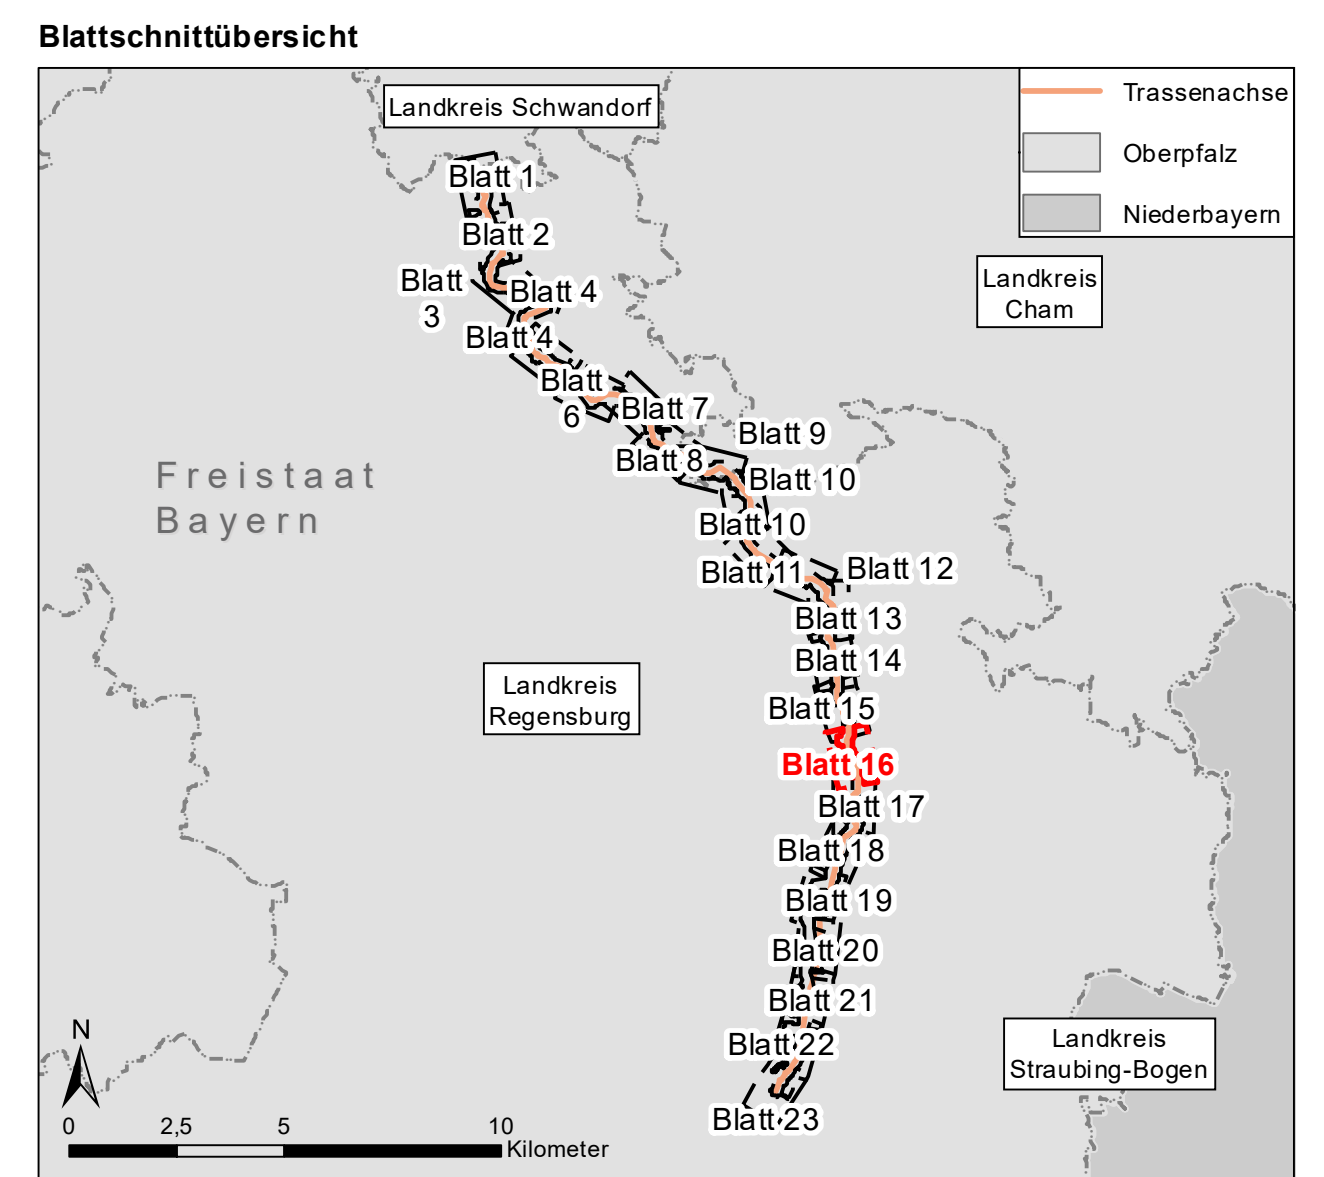 Blattschnittübersicht
Landkreis Schwandorf
Trassenachse
Oberpfalz
Niederbayern
Blatt 1
Blatt 2
Blatt
3
Blatt 4
Blatt 4
Blatt
6
Blatt 7
Blatt 8
Blatt 9
Blatt 10
Blatt 10
Blatt 11
Blatt 12
Blatt 13
Blatt 14
Blatt 15
Blatt 16
Blatt 17
Blatt 18
Blatt 19
Blatt 20
Blatt 21
Blatt 22
Blatt 23
Landkreis
Cham
Freistaat
Bayern
Landkreis
Regensburg
Landkreis
Straubing-Bogen
N
0 2,5 5 10
Kilometer